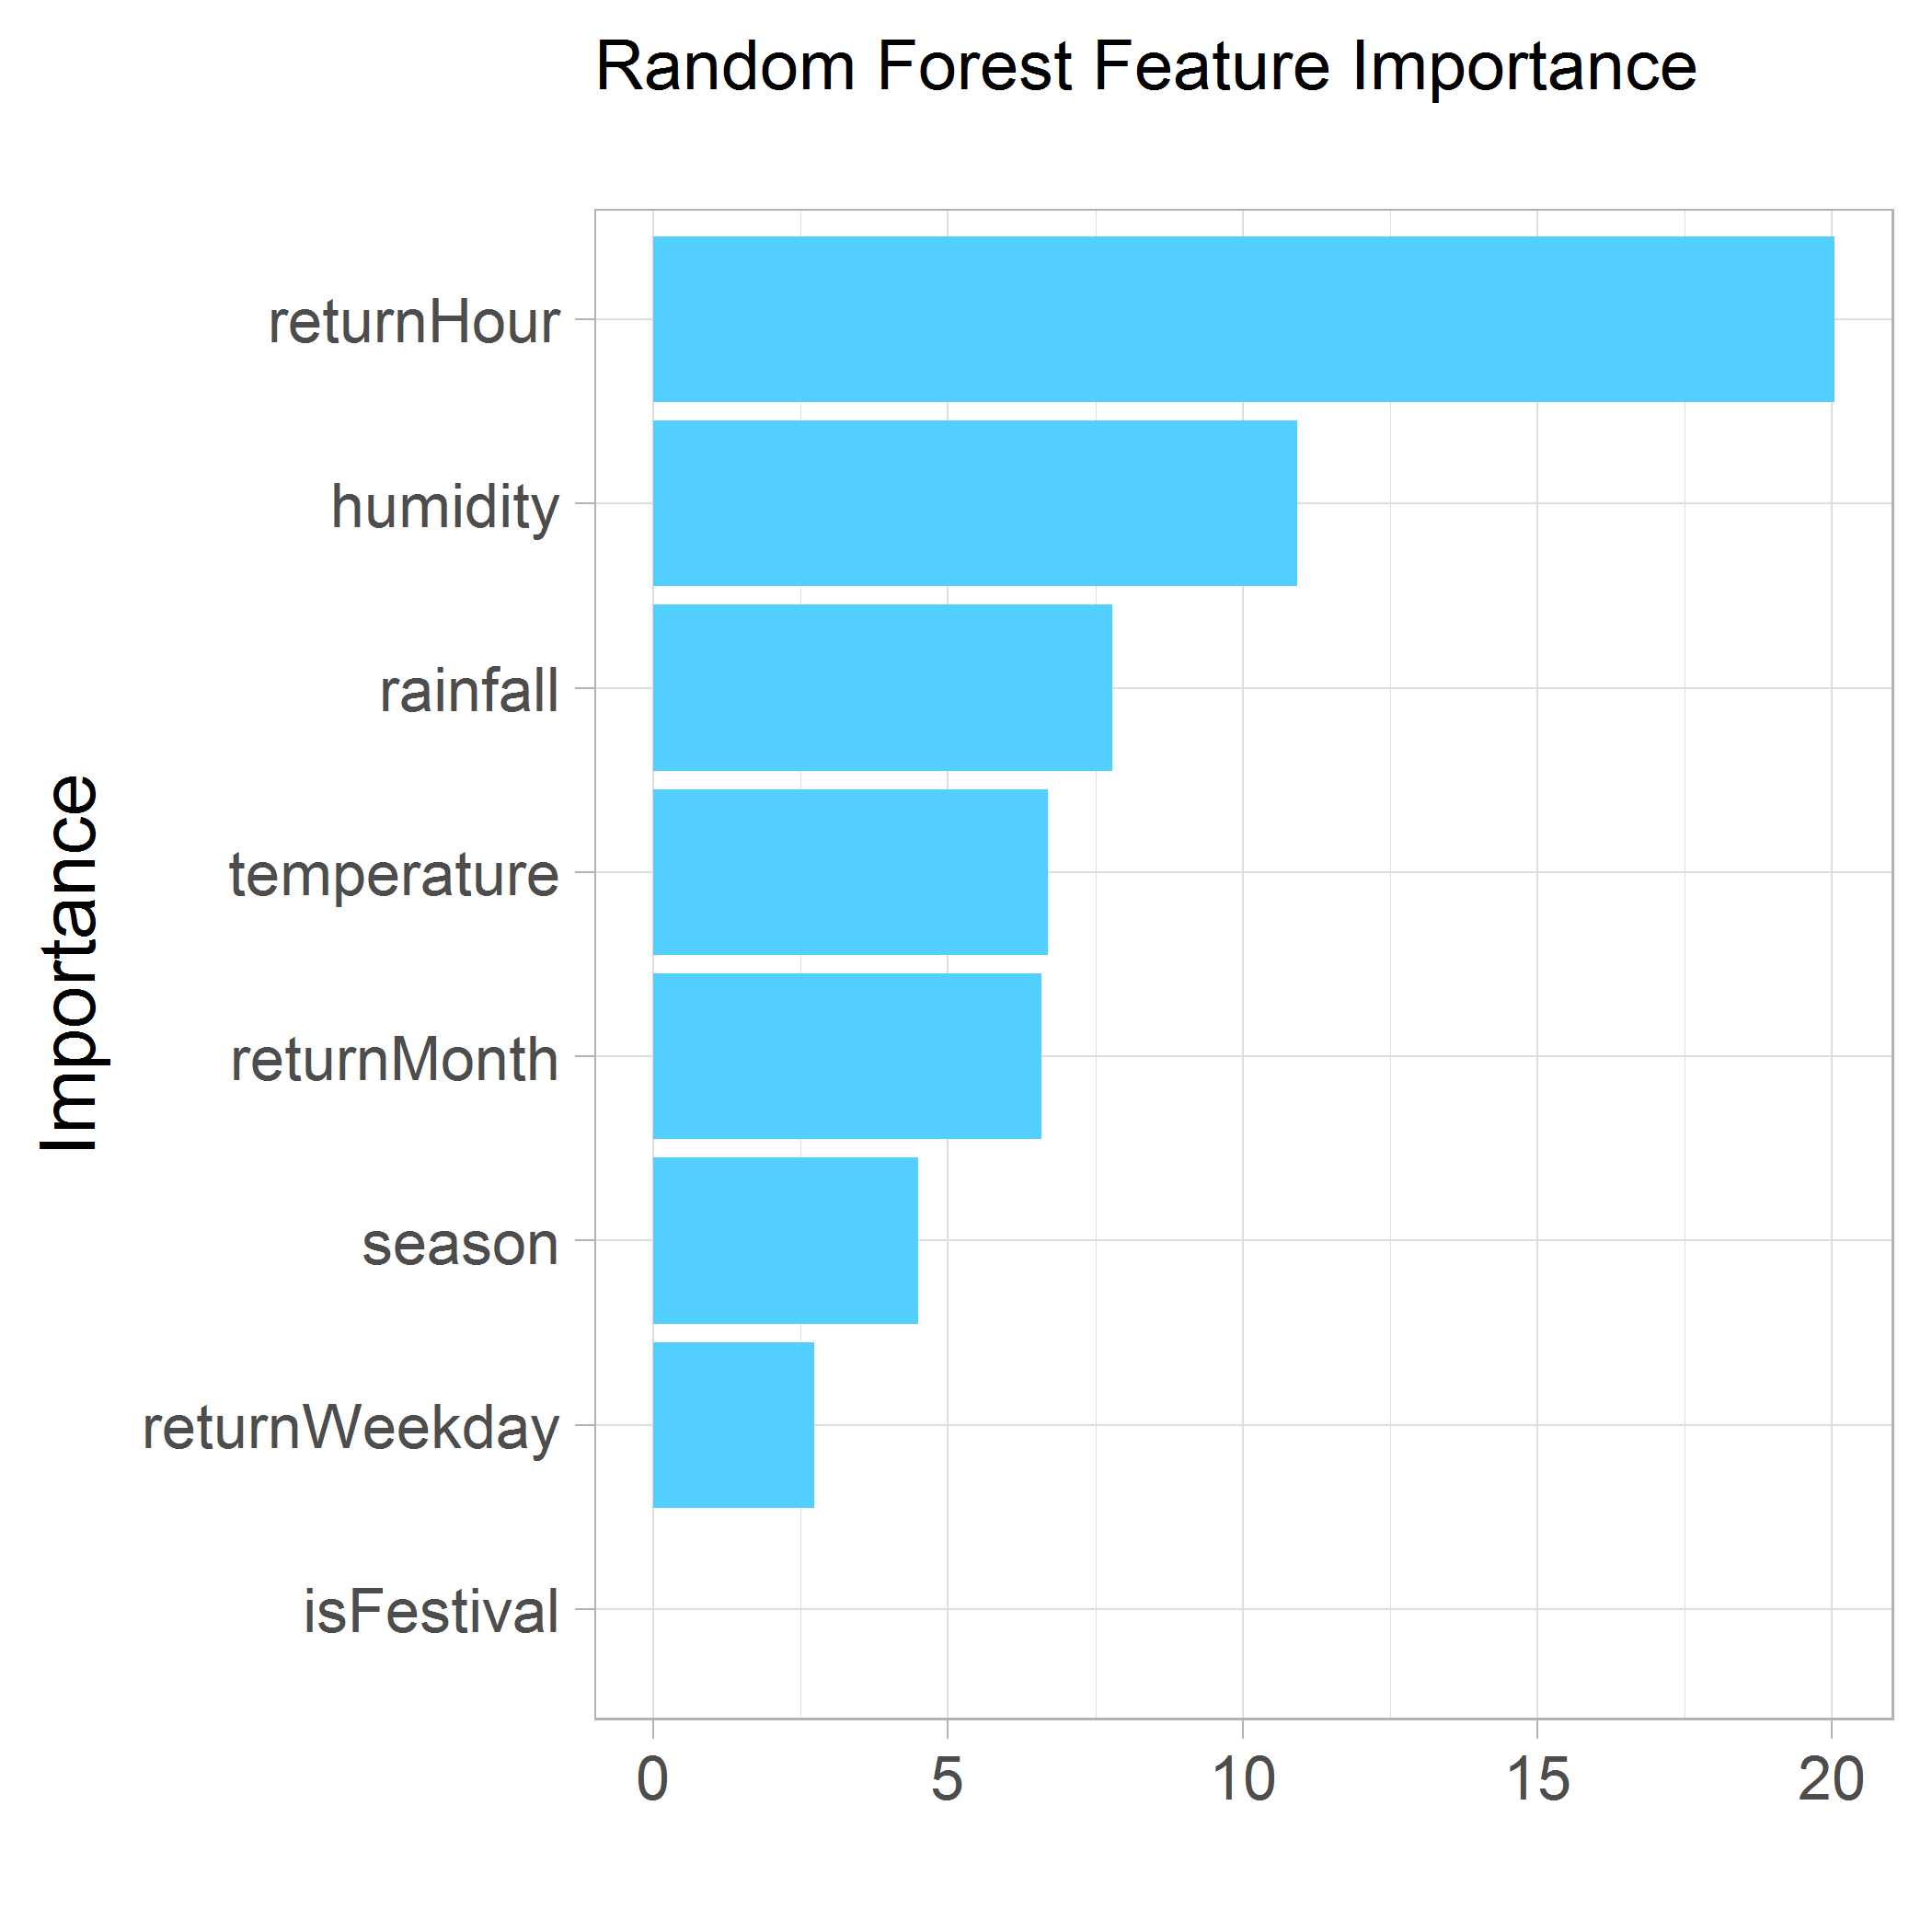 Random Forest Feature Importance
Importance
returnHour
humidity
rainfall
temperature
returnMonth
season
returnWeekday
isFestival
0 5 10 15 20